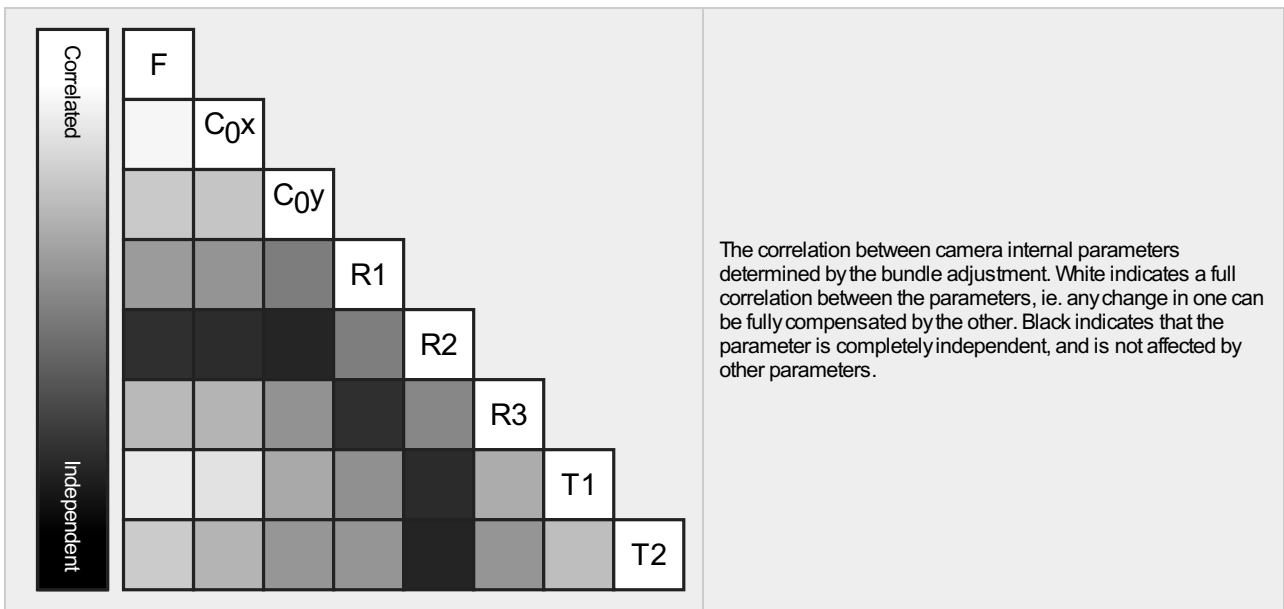 Correlated
Independent
F
C0x
C0y
R1
R2
R3
T1
T2
The correlation between camera internal parameters
determined by the bundle adjustment. White indicates a full
correlation between the parameters, ie. any change in one can
be fully compensated by the other. Black indicates that the
parameter is completely independent, and is not affected by
other parameters.